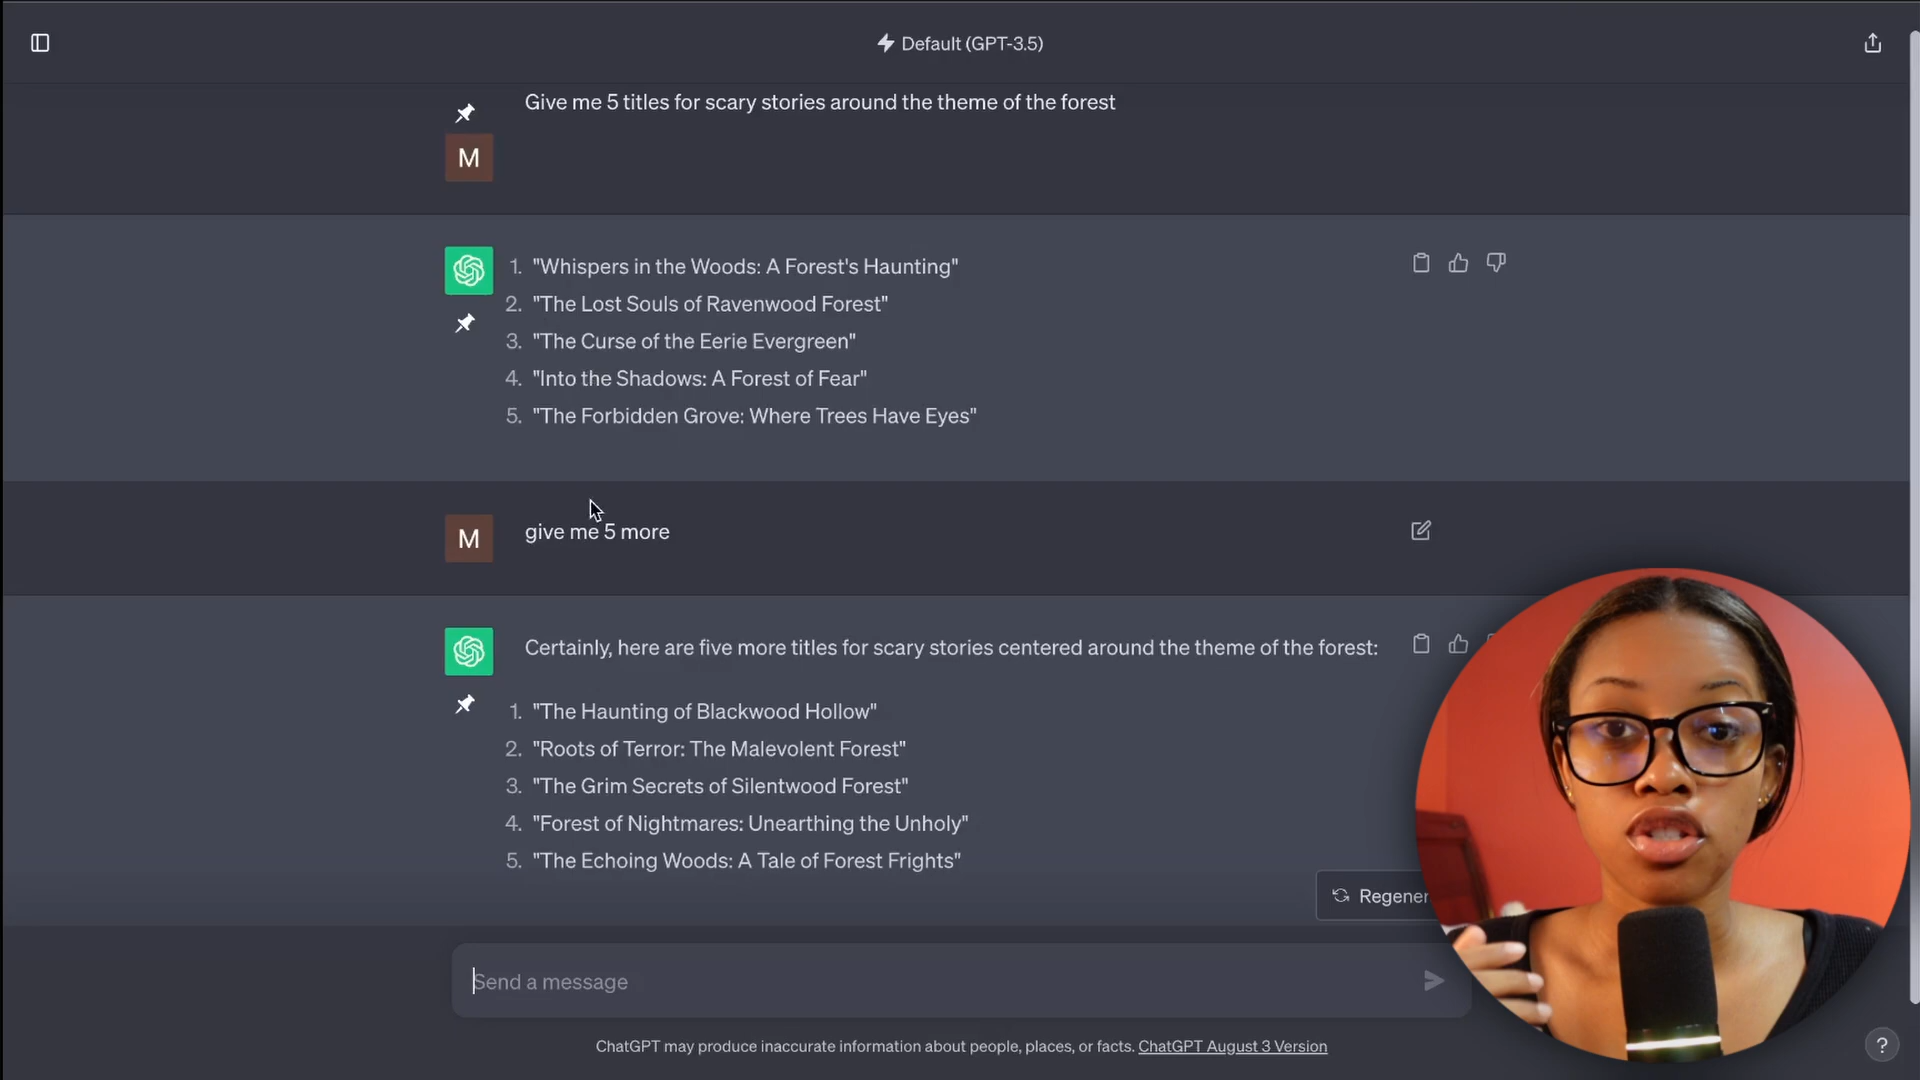 Default (GPT-3.5)
Give me 5 titles for scary stories around the theme of the forest
M
1. "Whispers in the Woods: A Forest's Haunting"
2. "The Lost Souls of Ravenwood Forest"
3. "The Curse of the Eerie Evergreen"
4. "Into the Shadows: A Forest of Fear"
5. "The Forbidden Grove: Where Trees Have Eyes"
M
give me 5 more
Certainly, here are five more titles for scary stories centered around the theme of the forest:
1. "The Haunting of Blackwood Hollow"
2. "Roots of Terror: The Malevolent Forest"
3. "The Grim Secrets of Silentwood Forest"
4. "Forest of Nightmares: Unearthing the Unholy"
5. "The Echoing Woods: A Tale of Forest Frights"
Regener
Send a message
ChatGPT may produce inaccurate information about people, places, or facts. ChatGPT August 3 Version
?